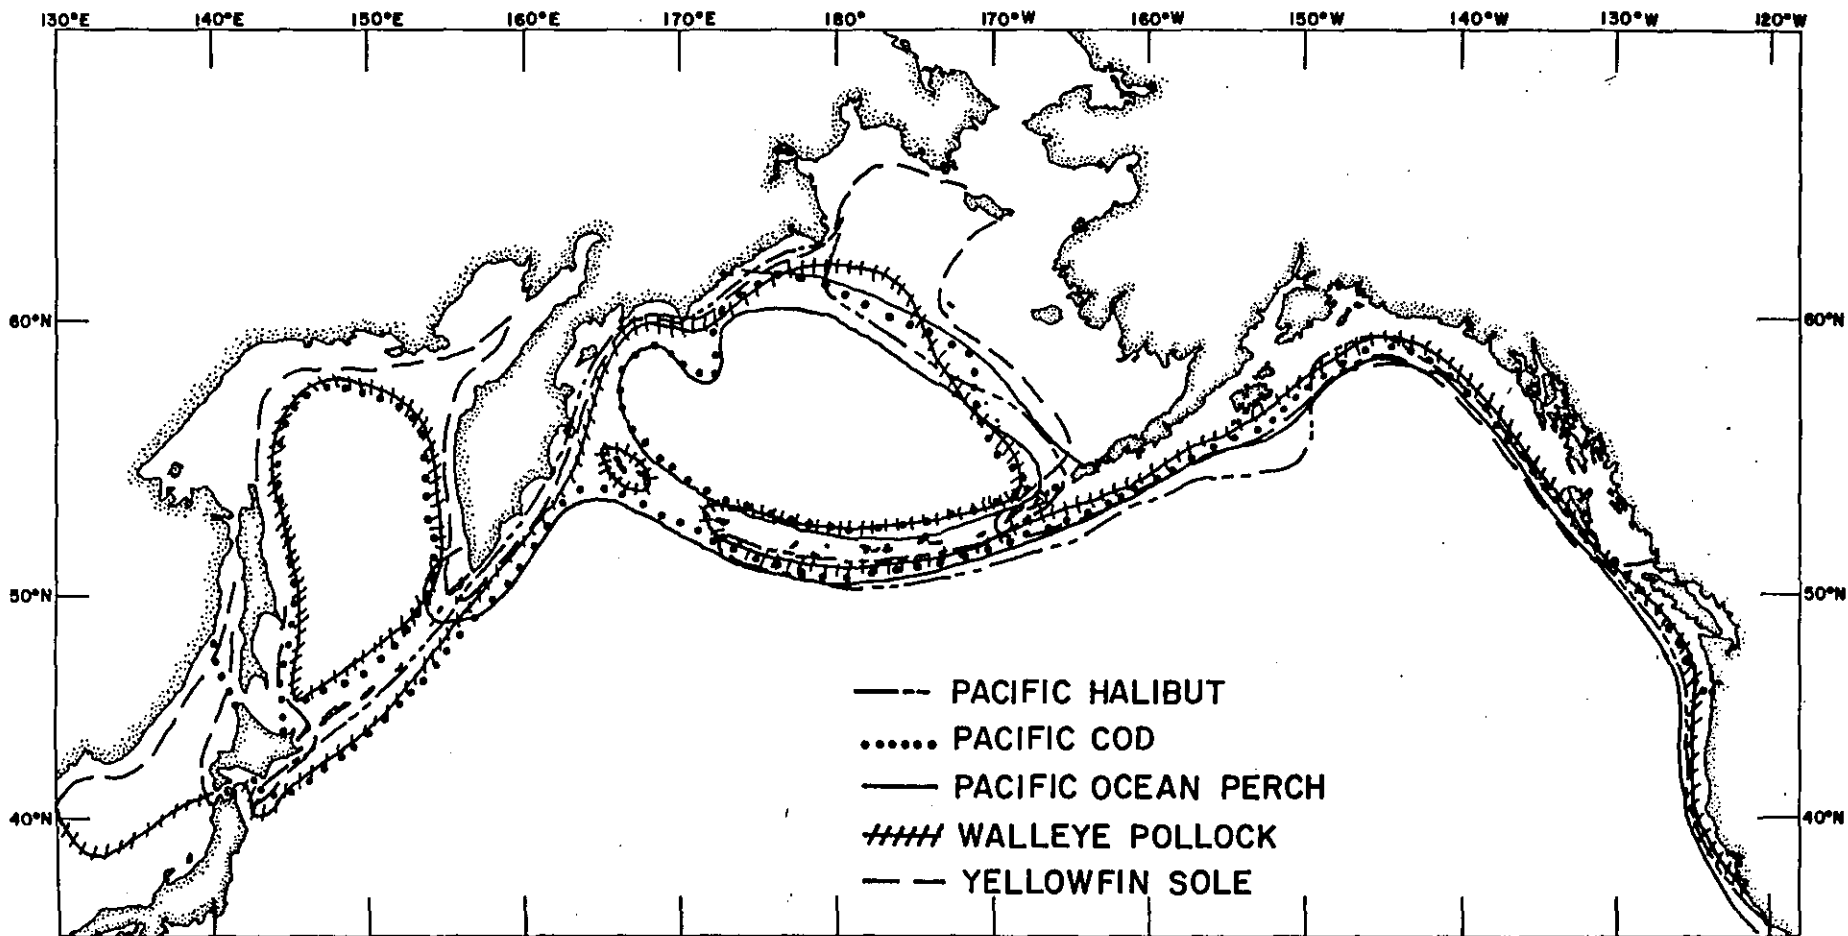 130°E 140°E 150°E 160°E 170°E 180° 170°W 160°W 150°W 140°W 130°W 120°W
60°N 60°N
50°N 50°N
PACIFIC HALIBUT
PACIFIC COD
PACIFIC OCEAN PERCH
40°N 40°N
WALLEYE POLLOCK
YELLOWFIN SOLE